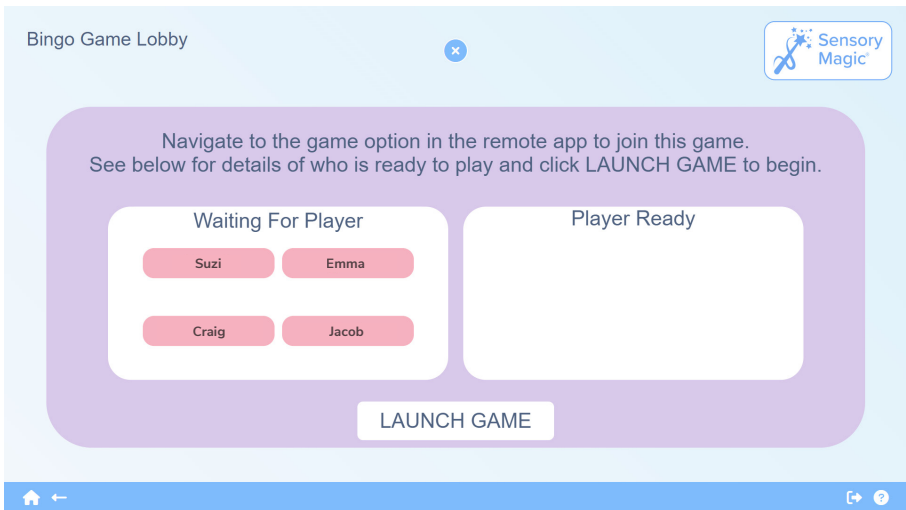 Bingo Game Lobby
Sensory
Magic®
Navigate to the game option in the remote app to join this game.
See below for details of who is ready to play and click LAUNCH GAME to begin.
Waiting For Player
Suzi Emma
Craig Jacob
Player Ready
LAUNCH GAME